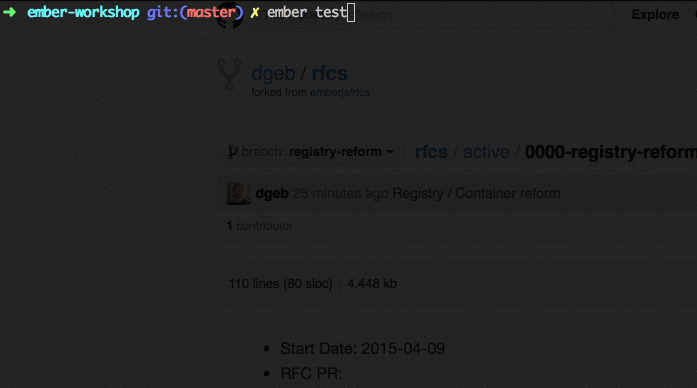 ➜ ember-workshop git:(master) ✗ ember test
Search
Explore
dgeb / rfcs
forked from emberjs/rfcs
branch: registry-reform
rfcs / active / 0000-registry-reform
dgeb 25 minutes ago Registry / Container reform
1 contributor
110 lines (80 sloc) 4.448 kb
• Start Date: 2015-04-09
• RFC PR: